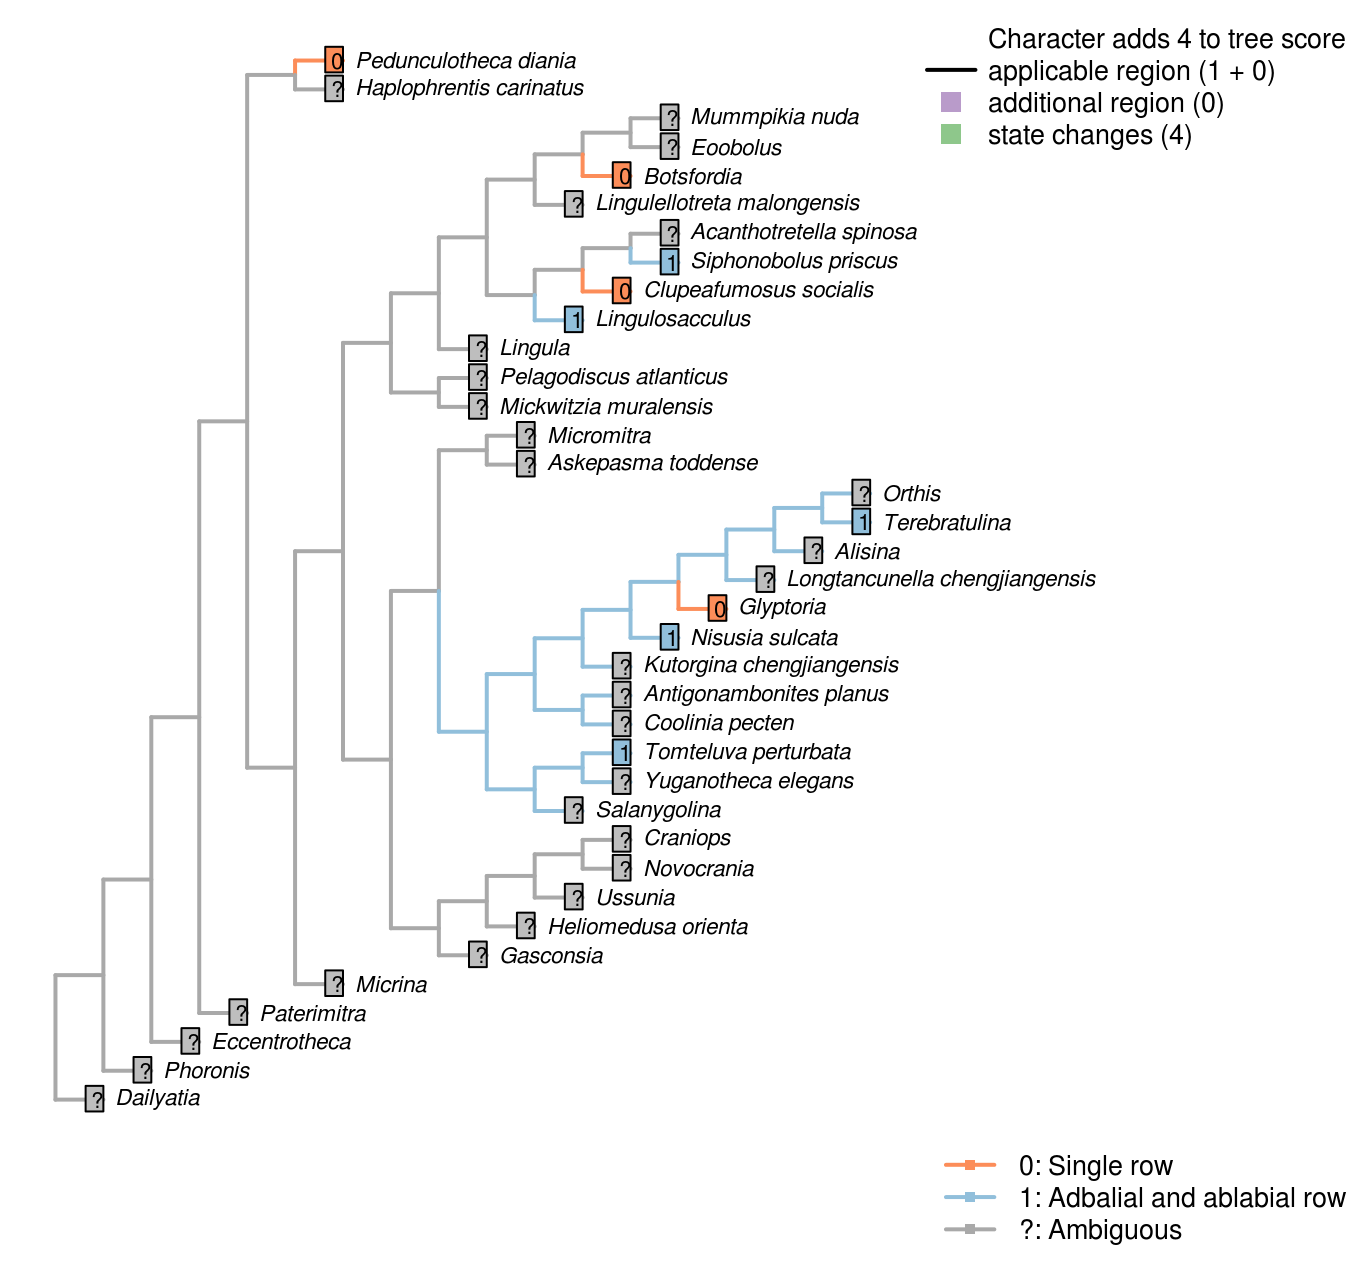 Character adds 4 to tree score
applicable region (1 + 0)
additional region (0)
state changes (4)
0 Pedunculotheca diania
? Haplophrentis carinatus
? Mummpikia nuda
? Eoobolus
0 Botsfordia
? Lingulellotreta malongensis
? Acanthotretella spinosa
1 Siphonobolus priscus
0 Clupeafumosus socialis
1 Lingulosacculus
? Lingula
? Pelagodiscus atlanticus
? Mickwitzia muralensis
? Micromitra
? Askepasma toddense
? Orthis
1 Terebratulina
? Alisina
? Longtancunella chengjiangensis
0 Glyptoria
1 Nisusia sulcata
? Kutorgina chengjiangensis
? Antigonambonites planus
? Coolinia pecten
1 Tomteluva perturbata
? Yuganotheca elegans
? Salanygolina
? Craniops
? Novocrania
? Ussunia
? Heliomedusa orienta
? Gasconsia
? Micrina
? Paterimitra
? Eccentrotheca
? Phoronis
? Dailyatia
0: Single row
1: Adbalial and ablabial row
?: Ambiguous